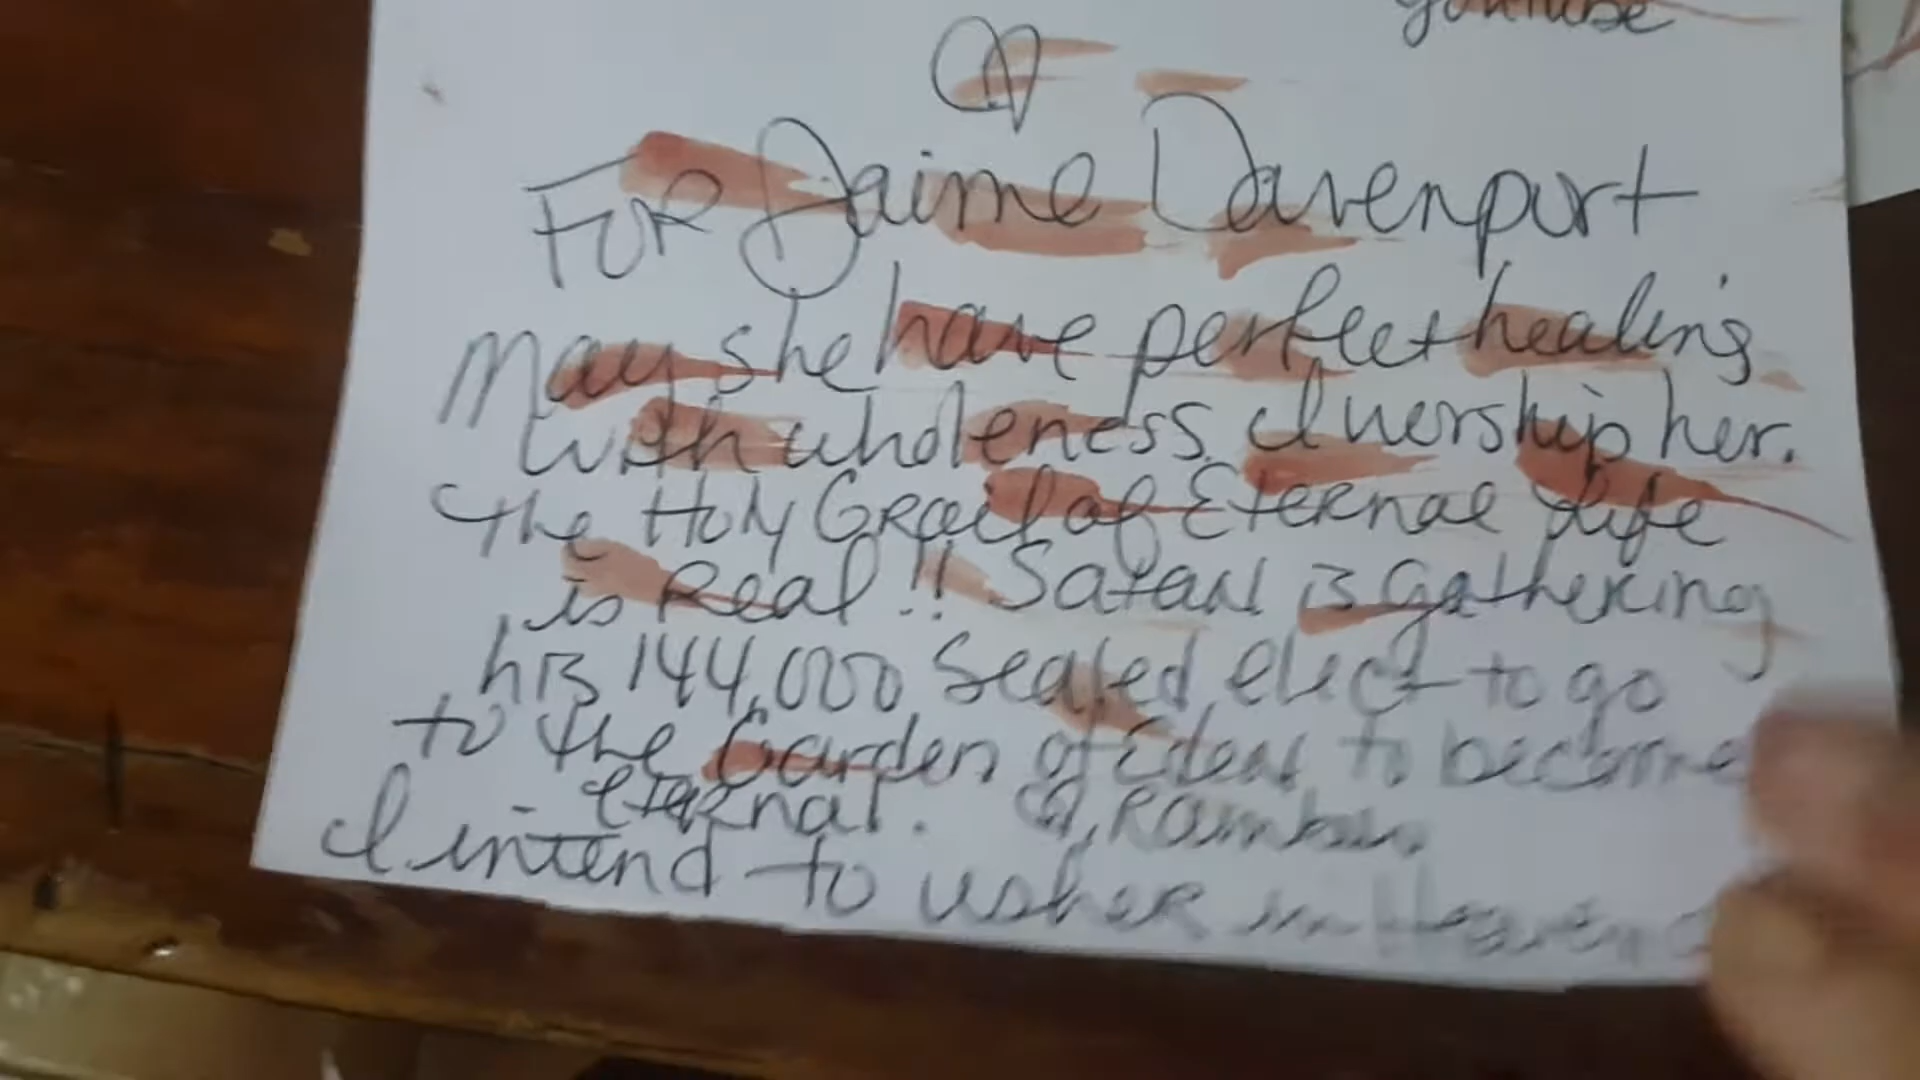 youtube
For Jaime Davenport
May she have perfect healing
with wholeness. I worship her.
The Holy Grail of Eternal Life
is Real!! Satan is gathering
his 144,000 Sealed elect to go
to the Garden of Eden to become
eternal.
I intend to usher in